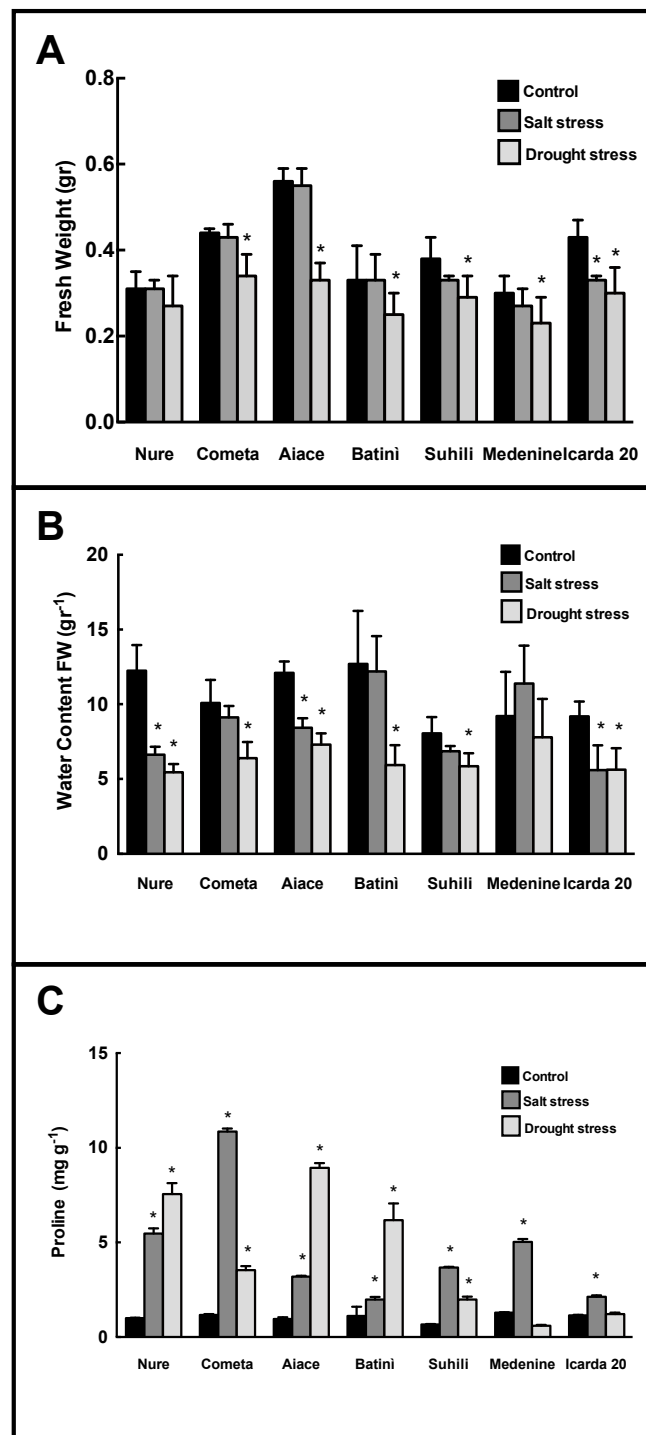 A
0.8
0.6
0.4
0.2
0.0
Fresh Weight (gr)
Control
Salt stress
Drought stress
* * * * * * *
Nure Cometa Aiace Batinì Suhili Medenine Icarda 20
B
20
15
10
5
0
Water Content FW (gr-1)
Control
Salt stress
Drought stress
* * * * * * * * *
Nure Cometa Aiace Batinì Suhili Medenine Icarda 20
C
15
10
5
0
Proline (mg g-1)
Control
Salt stress
Drought stress
* * * * * * * * * * * *
Nure Cometa Aiace Batinì Suhili Medenine Icarda 20